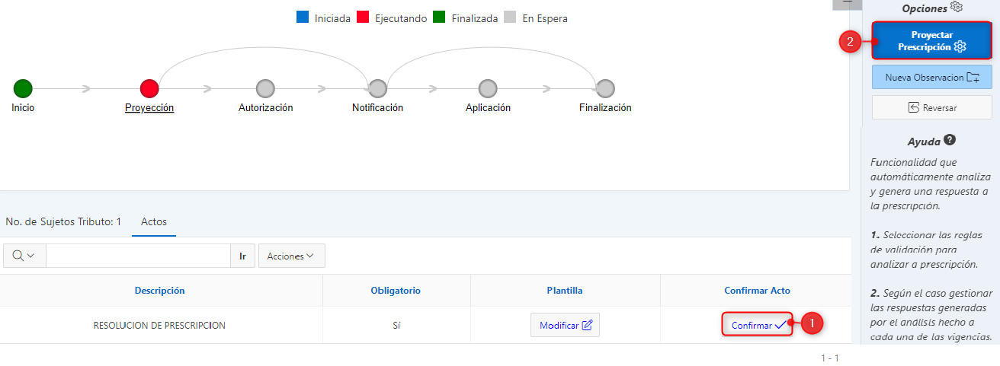 Iniciada Ejecutando Finalizada En Espera
Inicio Proyección Autorización Notificación Aplicación Finalización
No. de Sujetos Tributo: 1 Actos
Ir Acciones
Descripción Obligatorio Plantilla Confirmar Acto
RESOLUCION DE PRESCRIPCION Sí Modificar Confirmar 1
1 - 1
Opciones
2 Proyectar
Prescripción
Nueva Observacion
Reversar
Ayuda ?
Funcionalidad que
automáticamente analiza
y genera una respuesta a
la prescripción.
1. Seleccionar las reglas
de validación para
analizar a prescripción.
2. Según el caso gestionar
las respuestas generadas
por el análisis hecho a
cada una de las vigencias.